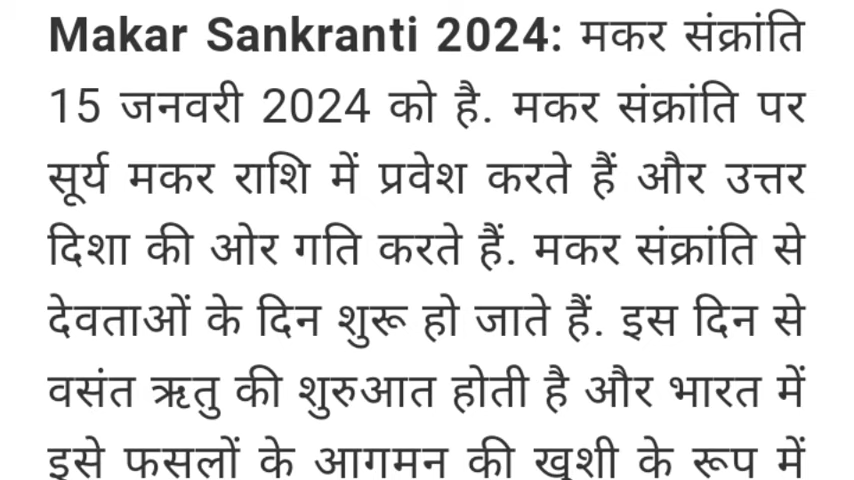 Makar Sankranti 2024: मकर संक्रांति
15 जनवरी 2024 को है. मकर संक्रांति पर
सूर्य मकर राशि में प्रवेश करते हैं और उत्तर
दिशा की ओर गति करते हैं. मकर संक्रांति से
देवताओं के दिन शुरू हो जाते हैं. इस दिन से
वसंत ऋतु की शुरुआत होती है और भारत में
इसे फसलों के आगमन की खुशी के रूप में